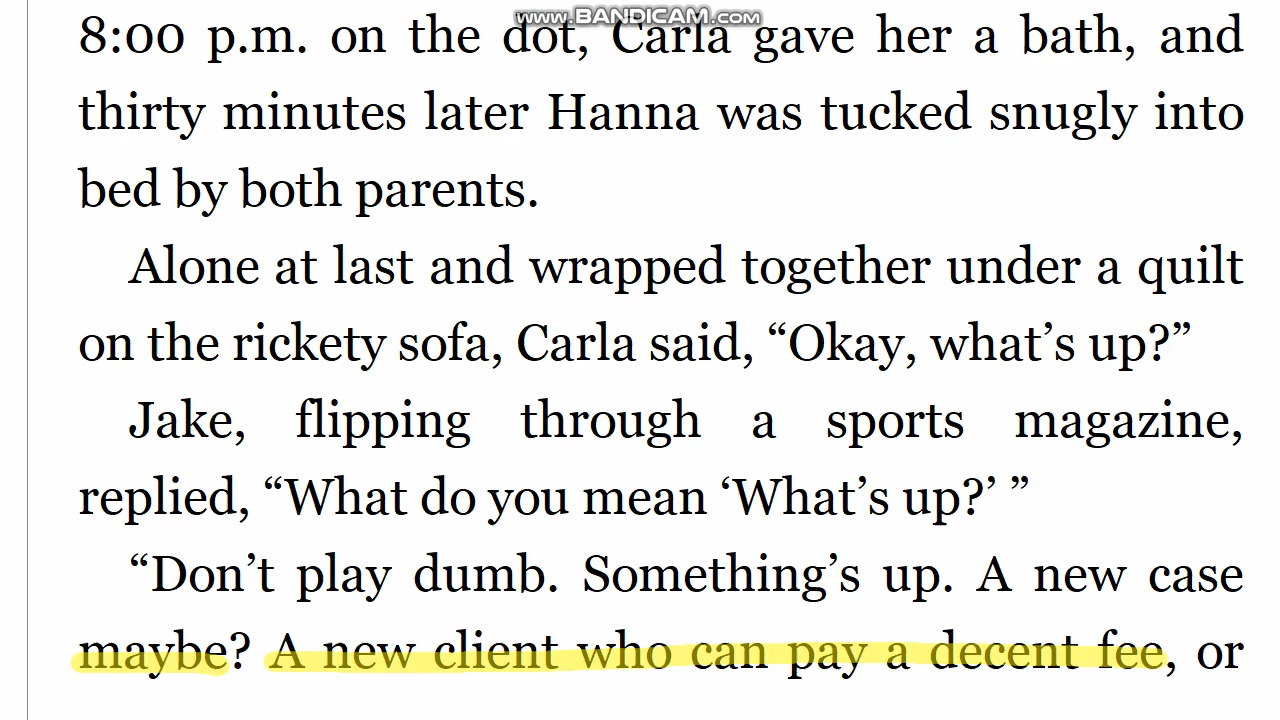 www.BANDICAM.com
8:00 p.m. on the dot, Carla gave her a bath, and
thirty minutes later Hanna was tucked snugly into
bed by both parents.
Alone at last and wrapped together under a quilt
on the rickety sofa, Carla said, “Okay, what’s up?”
Jake, flipping through a sports magazine,
replied, “What do you mean ‘What’s up?’ ”
“Don’t play dumb. Something’s up. A new case
maybe? A new client who can pay a decent fee, or